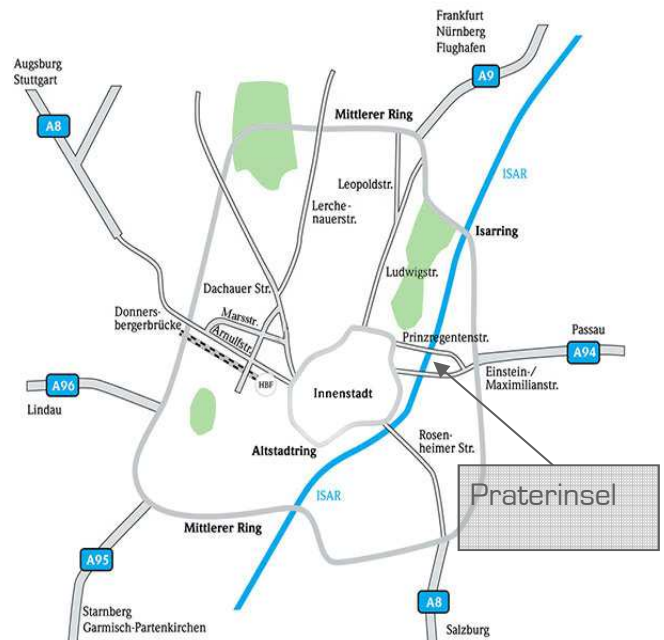 Frankfurt
Nürnberg
Flughafen
Augsburg
Stuttgart
A9
A8
Mittlerer Ring
ISAR
Leopoldstr.
Lerche-
nauerstr.
Isarring
Ludwigstr.
Dachauer Str.
Donners-
bergerbrücke
Marsstr.
Arnulfstr.
Prinzregentenstr.
Passau
A94
Einstein-/
Maximilianstr.
A96
Lindau
HBF
Innenstadt
Altstadtring
Rosen-
heimer Str.
Praterinsel
ISAR
Mittlerer Ring
A95
Starnberg
Garmisch-Partenkirchen
A8
Salzburg